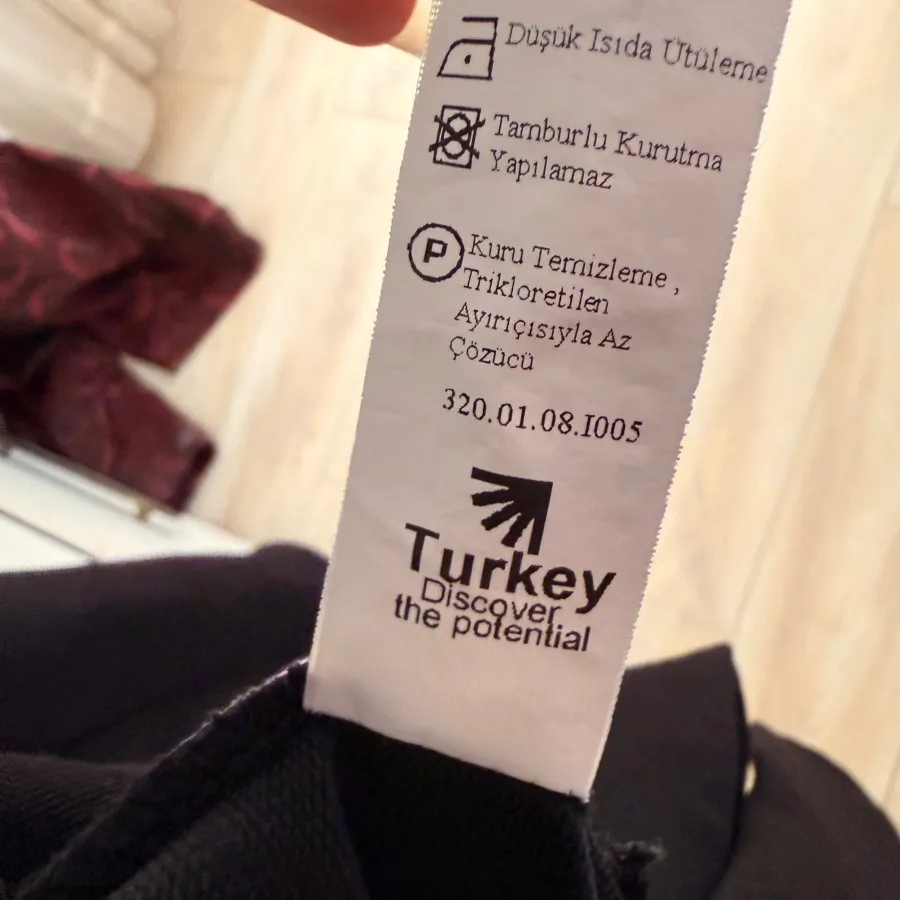 Düşük Isıda Ütüleme
Tamburlu Kurutma
Yapılamaz
P
Kuru Temizleme ,
Trikloretilen
Ayırıçısıyla Az
Çözücü
320.01.08.I005
Turkey
Discover
the potential